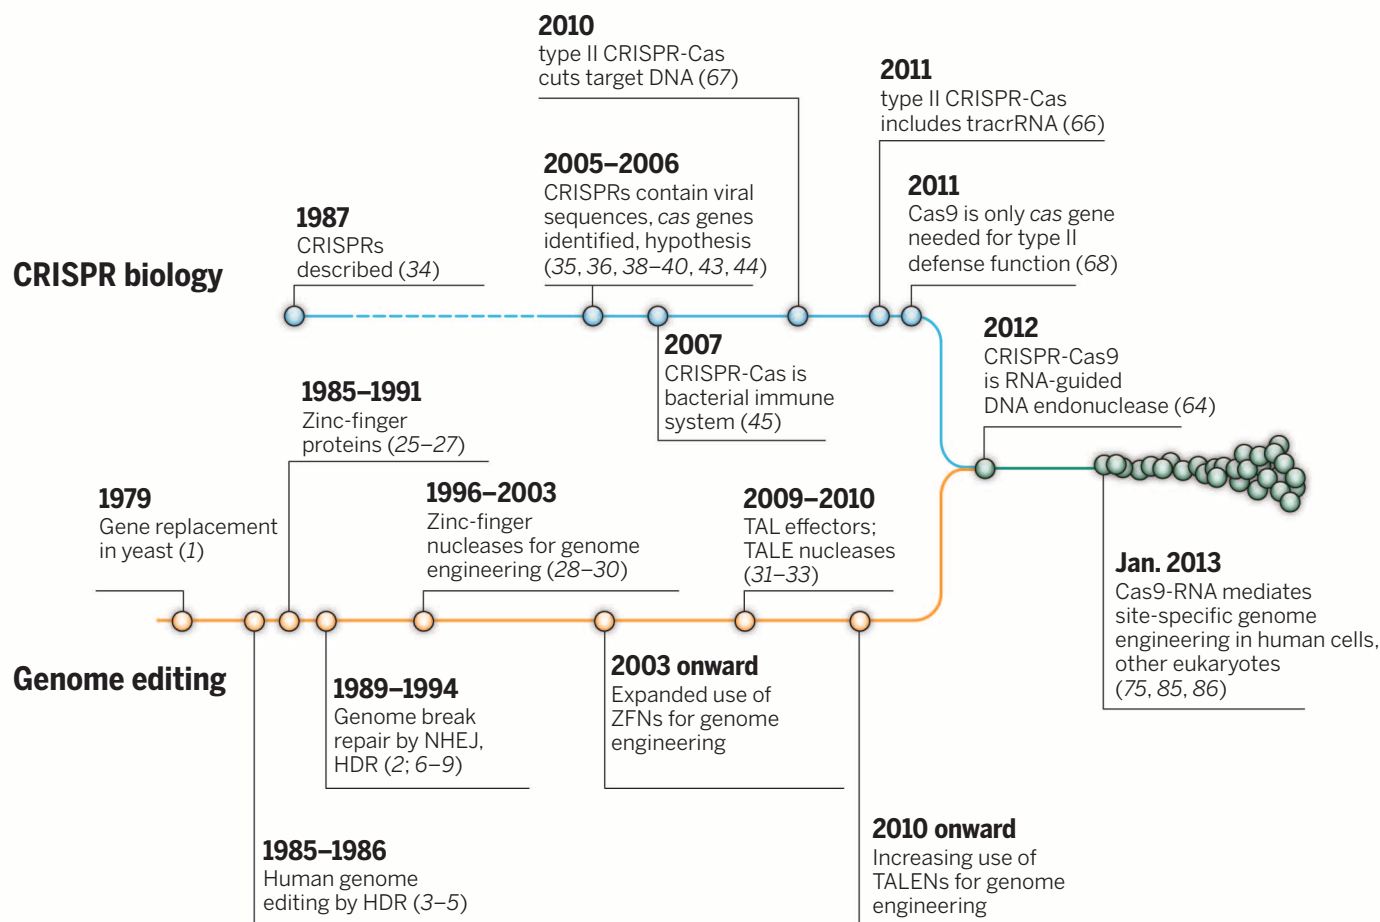 2010
type II CRISPR-Cas
cuts target DNA (67)
2011
type II CRISPR-Cas
includes tracrRNA (66)
2005–2006
CRISPRs contain viral
sequences, cas genes
identified, hypothesis
(35, 36, 38–40, 43, 44)
2011
Cas9 is only cas gene
needed for type II
defense function (68)
1987
CRISPRs
described (34)
CRISPR biology
2007
CRISPR-Cas is
bacterial immune
system (45)
2012
CRISPR-Cas9
is RNA-guided
DNA endonuclease (64)
1985–1991
Zinc-finger
proteins (25–27)
1979
Gene replacement
in yeast (1)
1996–2003
Zinc-finger
nucleases for genome
engineering (28–30)
2009–2010
TAL effectors;
TALE nucleases
(31–33)
Jan. 2013
Cas9-RNA mediates
site-specific genome
engineering in human cells,
other eukaryotes
(75, 85, 86)
Genome editing
1989–1994
Genome break
repair by NHEJ,
HDR (2; 6–9)
2003 onward
Expanded use of
ZFNs for genome
engineering
1985–1986
Human genome
editing by HDR (3–5)
2010 onward
Increasing use of
TALENs for genome
engineering